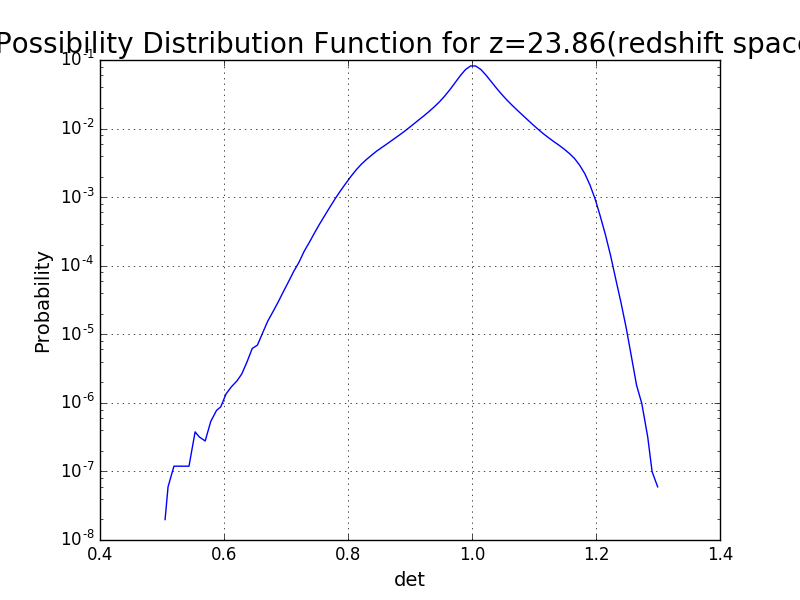 Possibility Distribution Function for z=23.86(redshift space
10^-1
10^-2
10^-3
10^-4
10^-5
10^-6
10^-7
10^-8
Probability
0.4 0.6 0.8 1.0 1.2 1.4
det